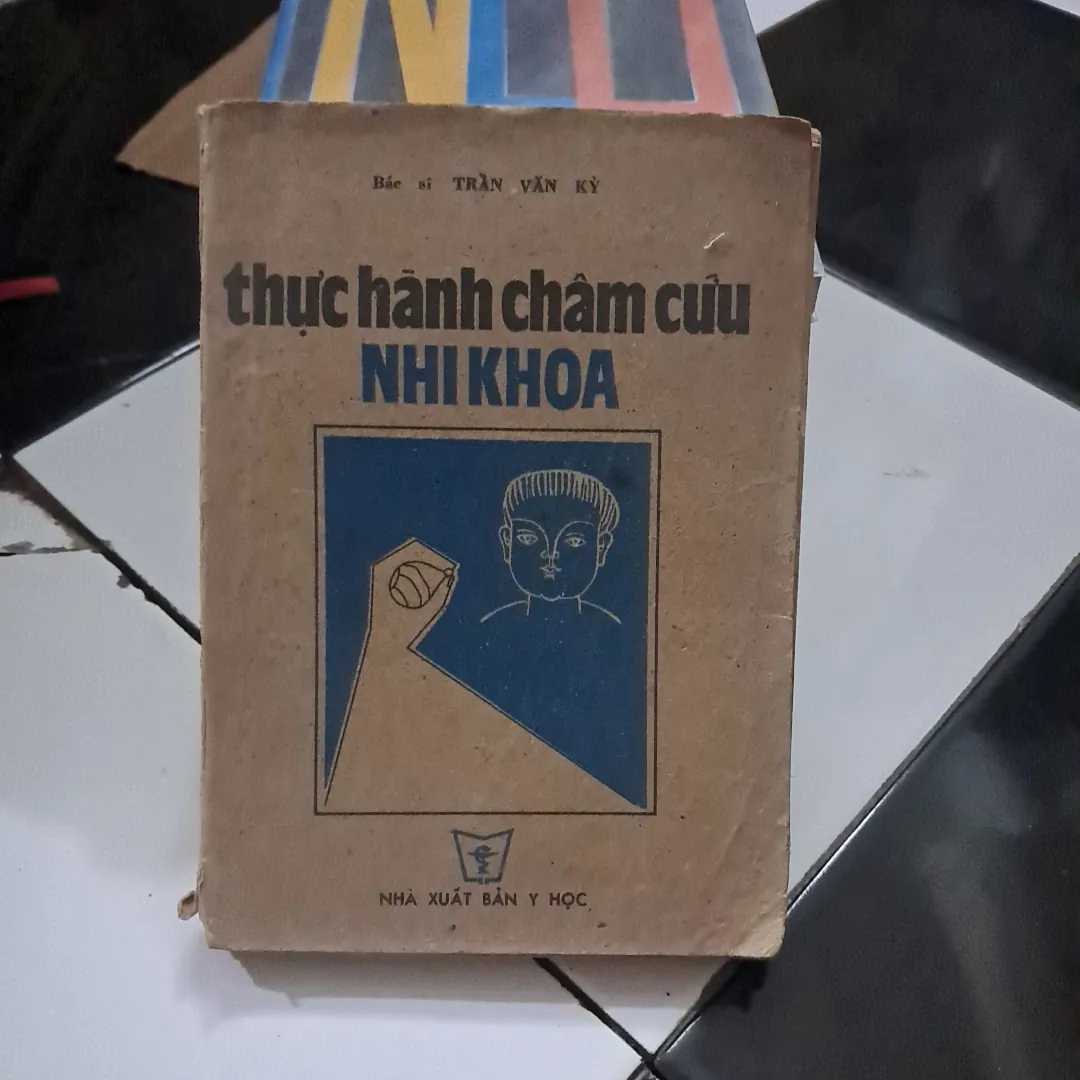 Bác sĩ TRẦN VĂN KỲ
thực hành châm cứu
NHI KHOA
NHÀ XUẤT BẢN Y HỌC